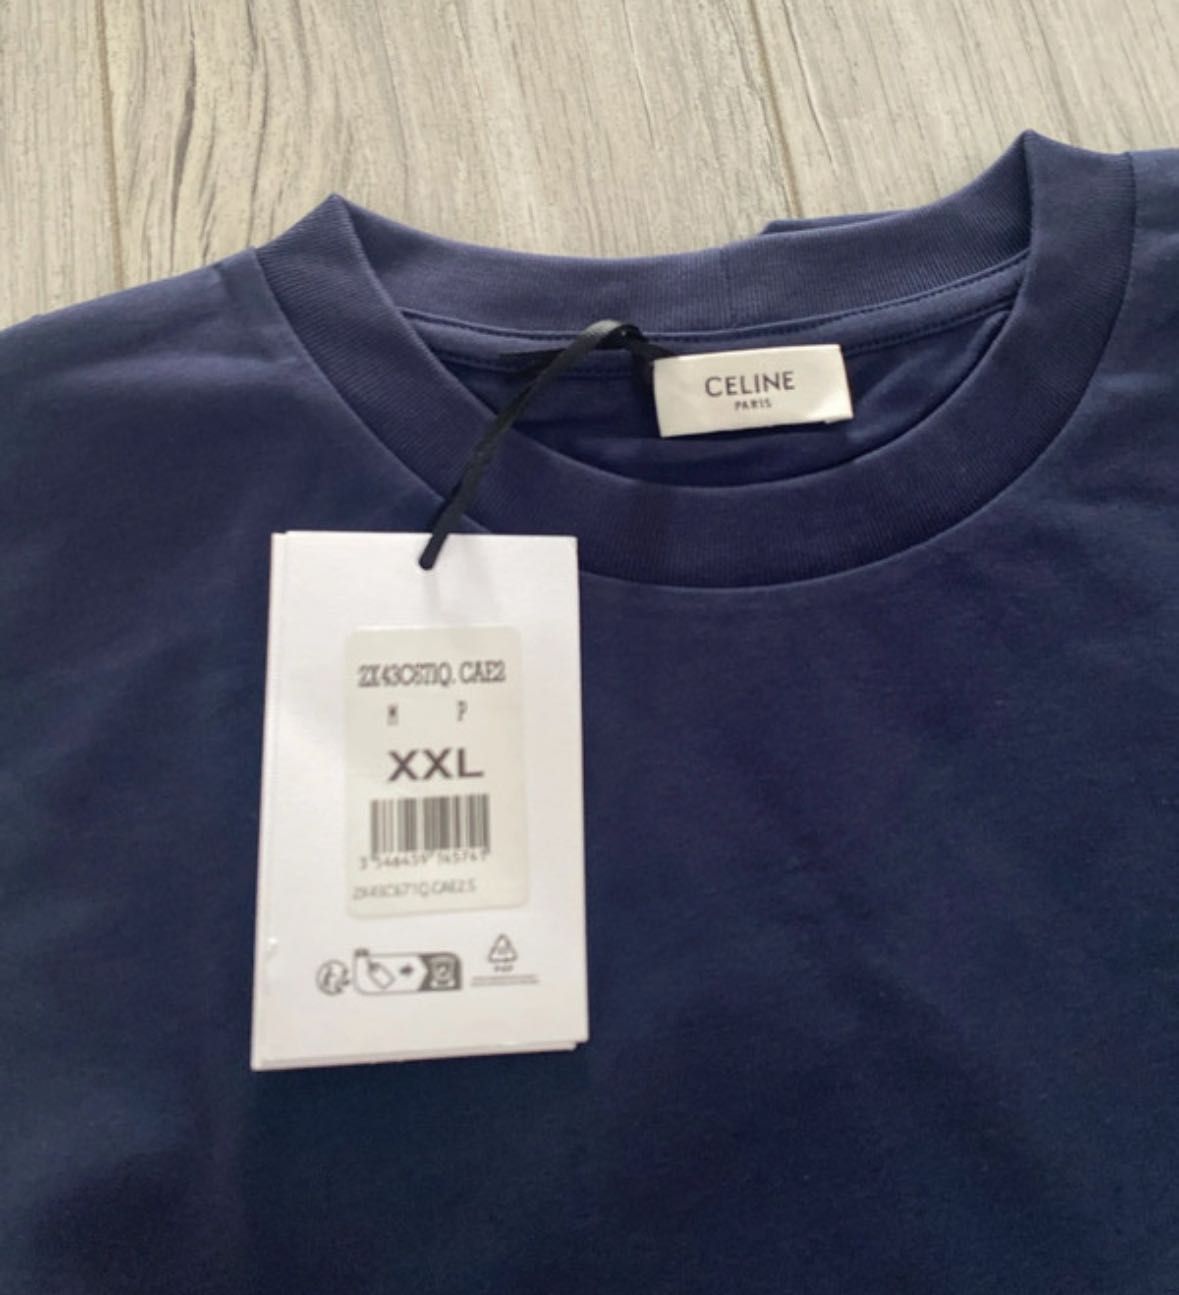 CELINE
PARIS
2X43C671Q.CAE2
M P
XXL
2X43C671Q.CAE2.S